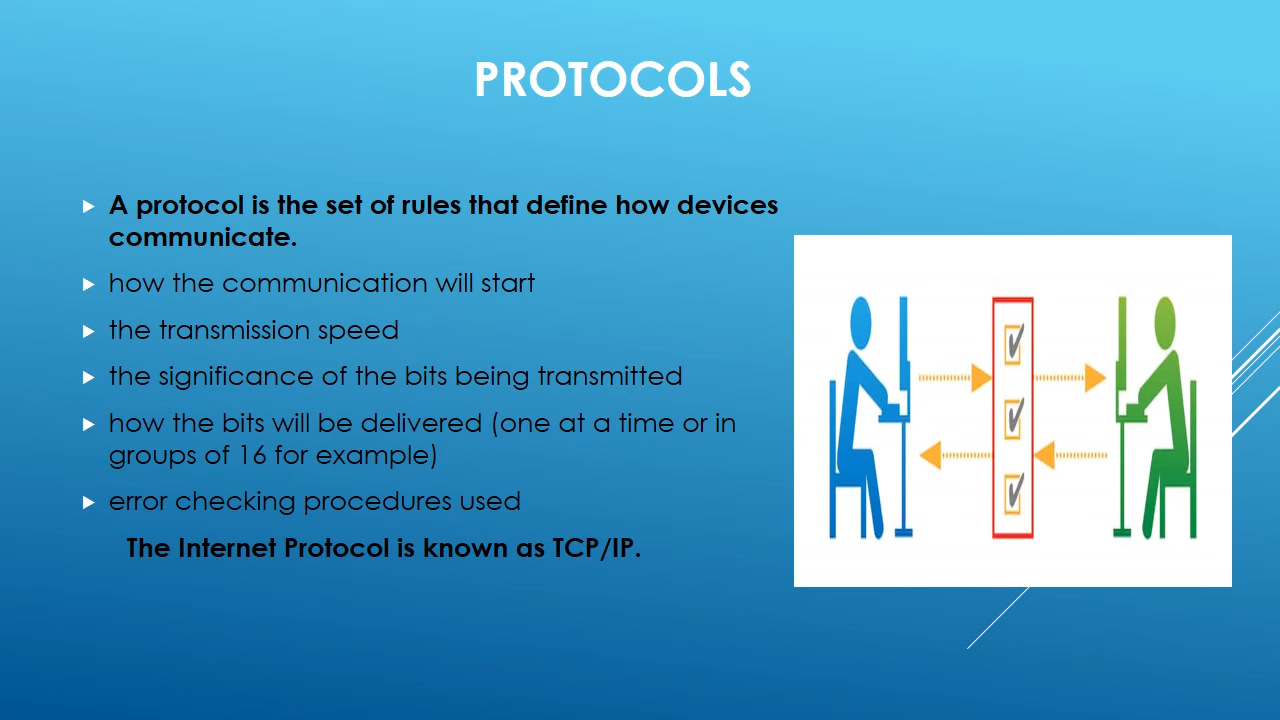 PROTOCOLS
A protocol is the set of rules that define how devices
communicate.
how the communication will start
the transmission speed
the significance of the bits being transmitted
how the bits will be delivered (one at a time or in
groups of 16 for example)
error checking procedures used
The Internet Protocol is known as TCP/IP.